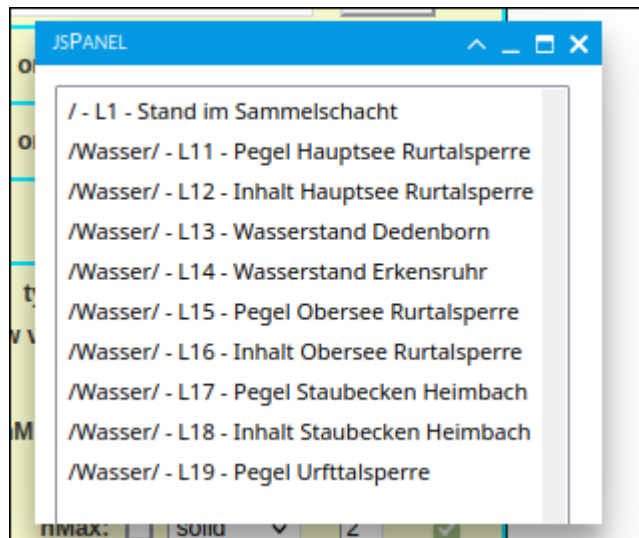 JSPANEL
/ - L1 - Stand im Sammelschacht
/Wasser/ - L11 - Pegel Hauptsee Rurtalsperre
/Wasser/ - L12 - Inhalt Hauptsee Rurtalsperre
/Wasser/ - L13 - Wasserstand Dedenborn
/Wasser/ - L14 - Wasserstand Erkensruhr
/Wasser/ - L15 - Pegel Obersee Rurtalsperre
/Wasser/ - L16 - Inhalt Obersee Rurtalsperre
/Wasser/ - L17 - Pegel Staubecken Heimbach
/Wasser/ - L18 - Inhalt Staubecken Heimbach
/Wasser/ - L19 - Pegel Urfttalsperre
solid 2